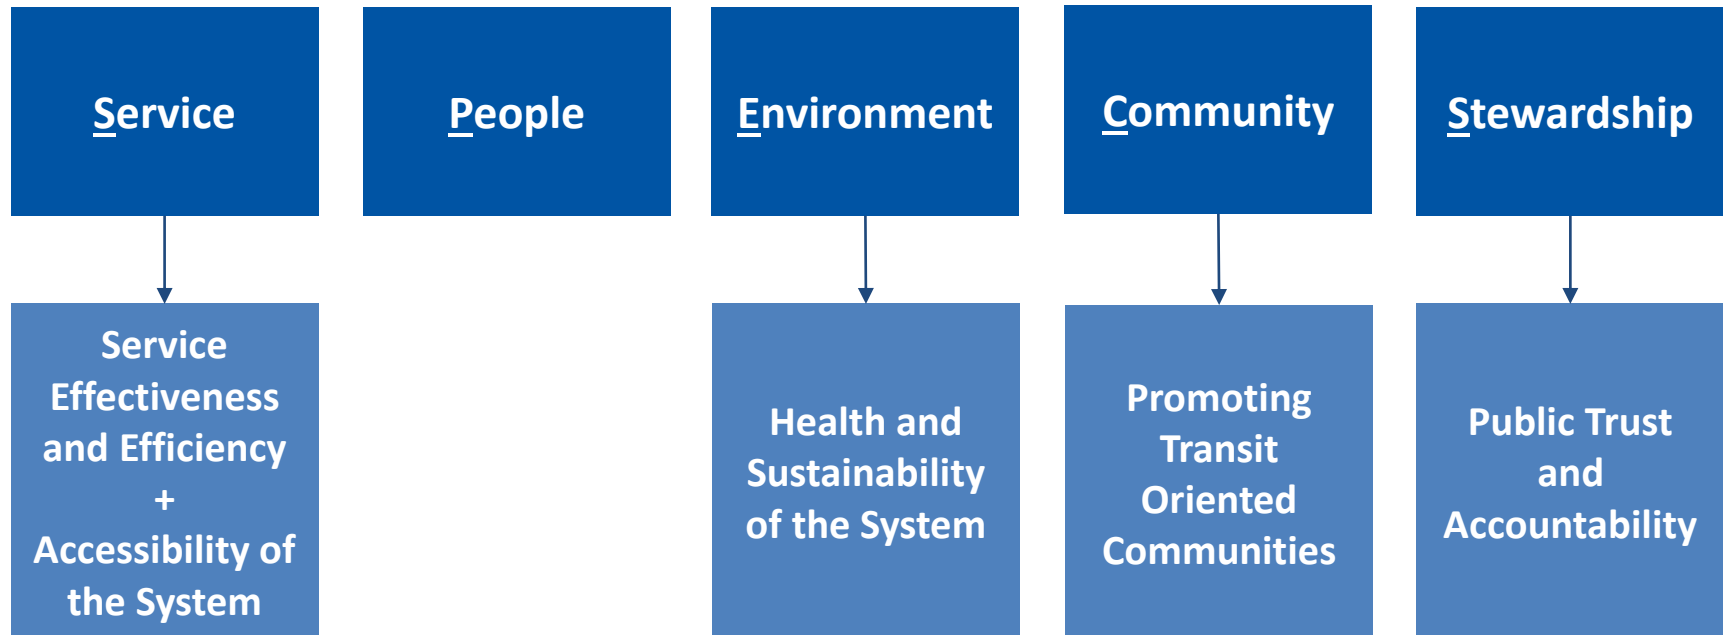 Service
People
Environment
Community
Stewardship
Service
Effectiveness
and Efficiency
+
Accessibility of
the System
Health and
Sustainability
of the System
Promoting
Transit
Oriented
Communities
Public Trust
and
Accountability